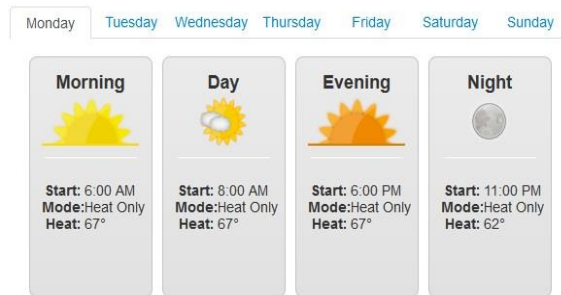 Monday Tuesday Wednesday Thursday Friday Saturday Sunday
Morning
Start: 6:00 AM
Mode:Heat Only
Heat: 67°
Day
Start: 8:00 AM
Mode:Heat Only
Heat: 67°
Evening
Start: 6:00 PM
Mode:Heat Only
Heat: 67°
Night
Start: 11:00 PM
Mode:Heat Only
Heat: 62°